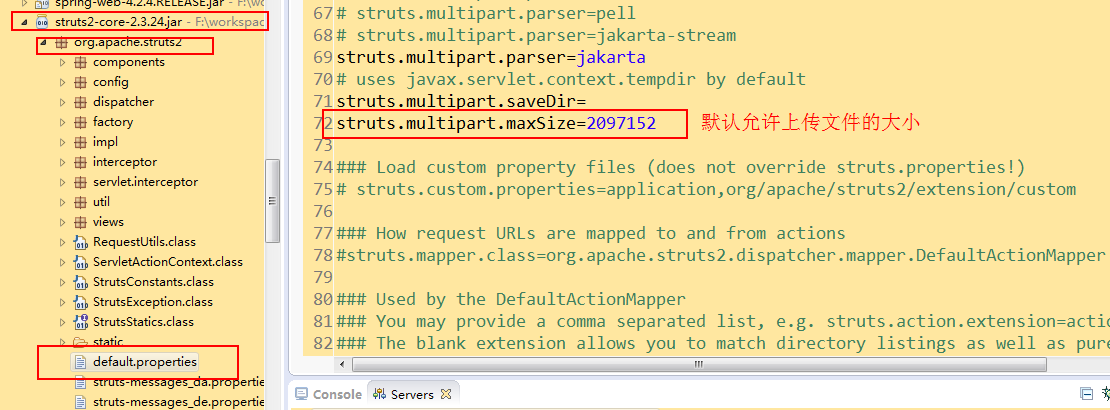 spring-web-4.2.4.RELEASE.jar - F:\workspac
struts2-core-2.3.24.jar - F:\workspac
org.apache.struts2
components
config
dispatcher
factory
impl
interceptor
servlet.interceptor
util
views
RequestUtils.class
ServletActionContext.class
StrutsConstants.class
StrutsException.class
StrutsStatics.class
static
default.properties
struts-messages_da.propertie
struts-messages_de.propertie
67 # struts.multipart.parser=pell
68 # struts.multipart.parser=jakarta-stream
69 struts.multipart.parser=jakarta
70 # uses javax.servlet.context.tempdir by default
71 struts.multipart.saveDir=
72 struts.multipart.maxSize=2097152 默认允许上传文件的大小
73
74 ### Load custom property files (does not override struts.properties!)
75 # struts.custom.properties=application,org/apache/struts2/extension/custom
76
77 ### How request URLs are mapped to and from actions
78 #struts.mapper.class=org.apache.struts2.dispatcher.mapper.DefaultActionMapper
79
80 ### Used by the DefaultActionMapper
81 ### You may provide a comma separated list, e.g. struts.action.extension=actio
82 ### The blank extension allows you to match directory listings as well as pure
Console Servers